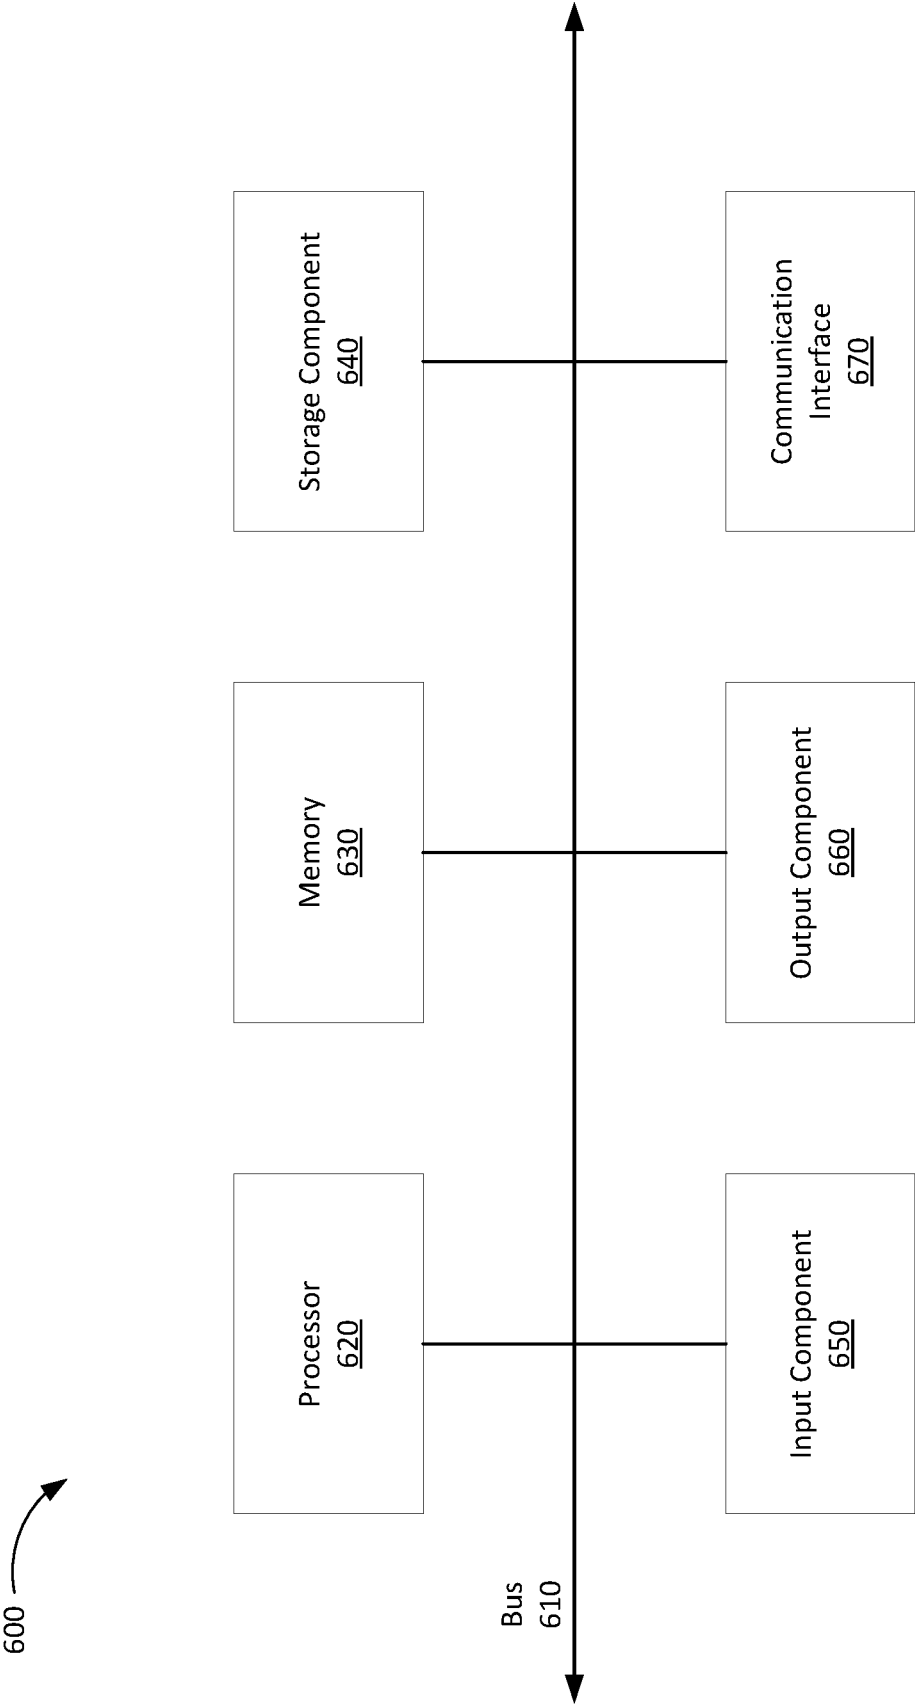 600
Processor
620
Memory
630
Storage Component
640
Bus
610
Input Component
650
Output Component
660
Communication
Interface
670